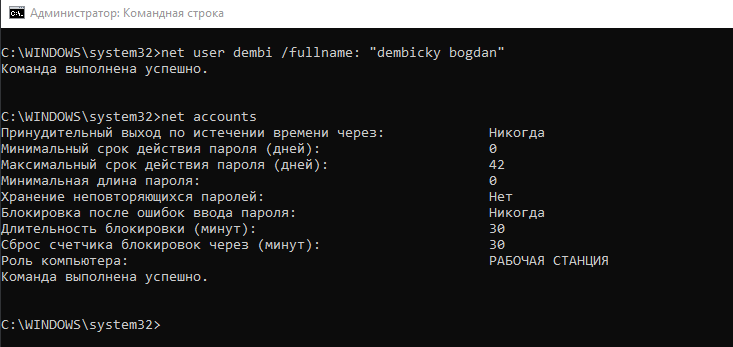 Администратор: Командная строка
C:\WINDOWS\system32>net user dembi /fullname: "dembicky bogdan"
Команда выполнена успешно.
C:\WINDOWS\system32>net accounts
Принудительный выход по истечении времени через: Никогда
Минимальный срок действия пароля (дней): 0
Максимальный срок действия пароля (дней): 42
Минимальная длина пароля: 0
Хранение неповторяющихся паролей: Нет
Блокировка после ошибок ввода пароля: Никогда
Длительность блокировки (минут): 30
Сброс счетчика блокировок через (минут): 30
Роль компьютера: РАБОЧАЯ СТАНЦИЯ
Команда выполнена успешно.
C:\WINDOWS\system32>